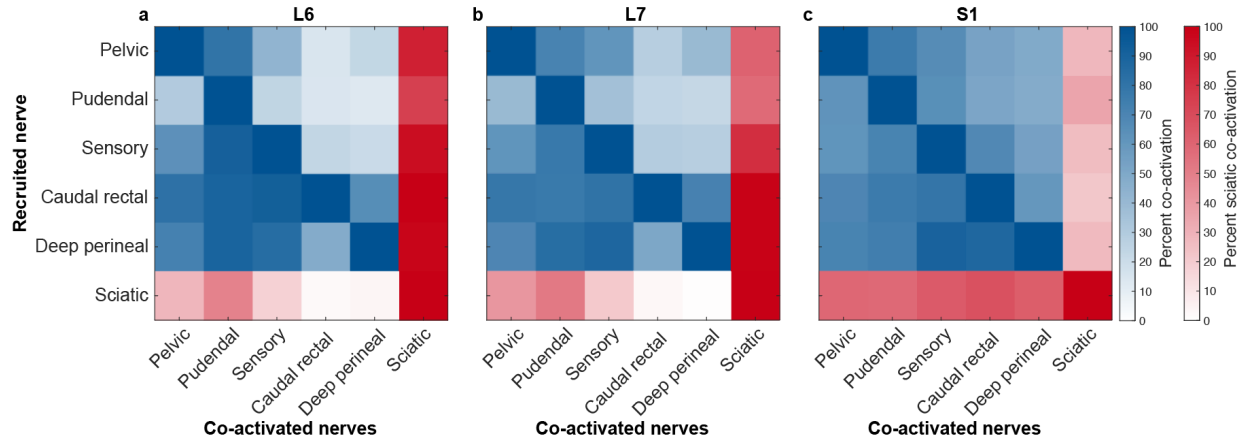 a L6
b L7
c S1
Recruited nerve
Pelvic
Pudendal
Sensory
Caudal rectal
Deep perineal
Sciatic
Pelvic
Pudendal
Sensory
Caudal rectal
Deep perineal
Sciatic
Co-activated nerves
Pelvic
Pudendal
Sensory
Caudal rectal
Deep perineal
Sciatic
Co-activated nerves
Pelvic
Pudendal
Sensory
Caudal rectal
Deep perineal
Sciatic
Co-activated nerves
100
90
80
70
60
50
40
30
20
10
0
Percent co-activation
100
90
80
70
60
50
40
30
20
10
0
Percent sciatic co-activation